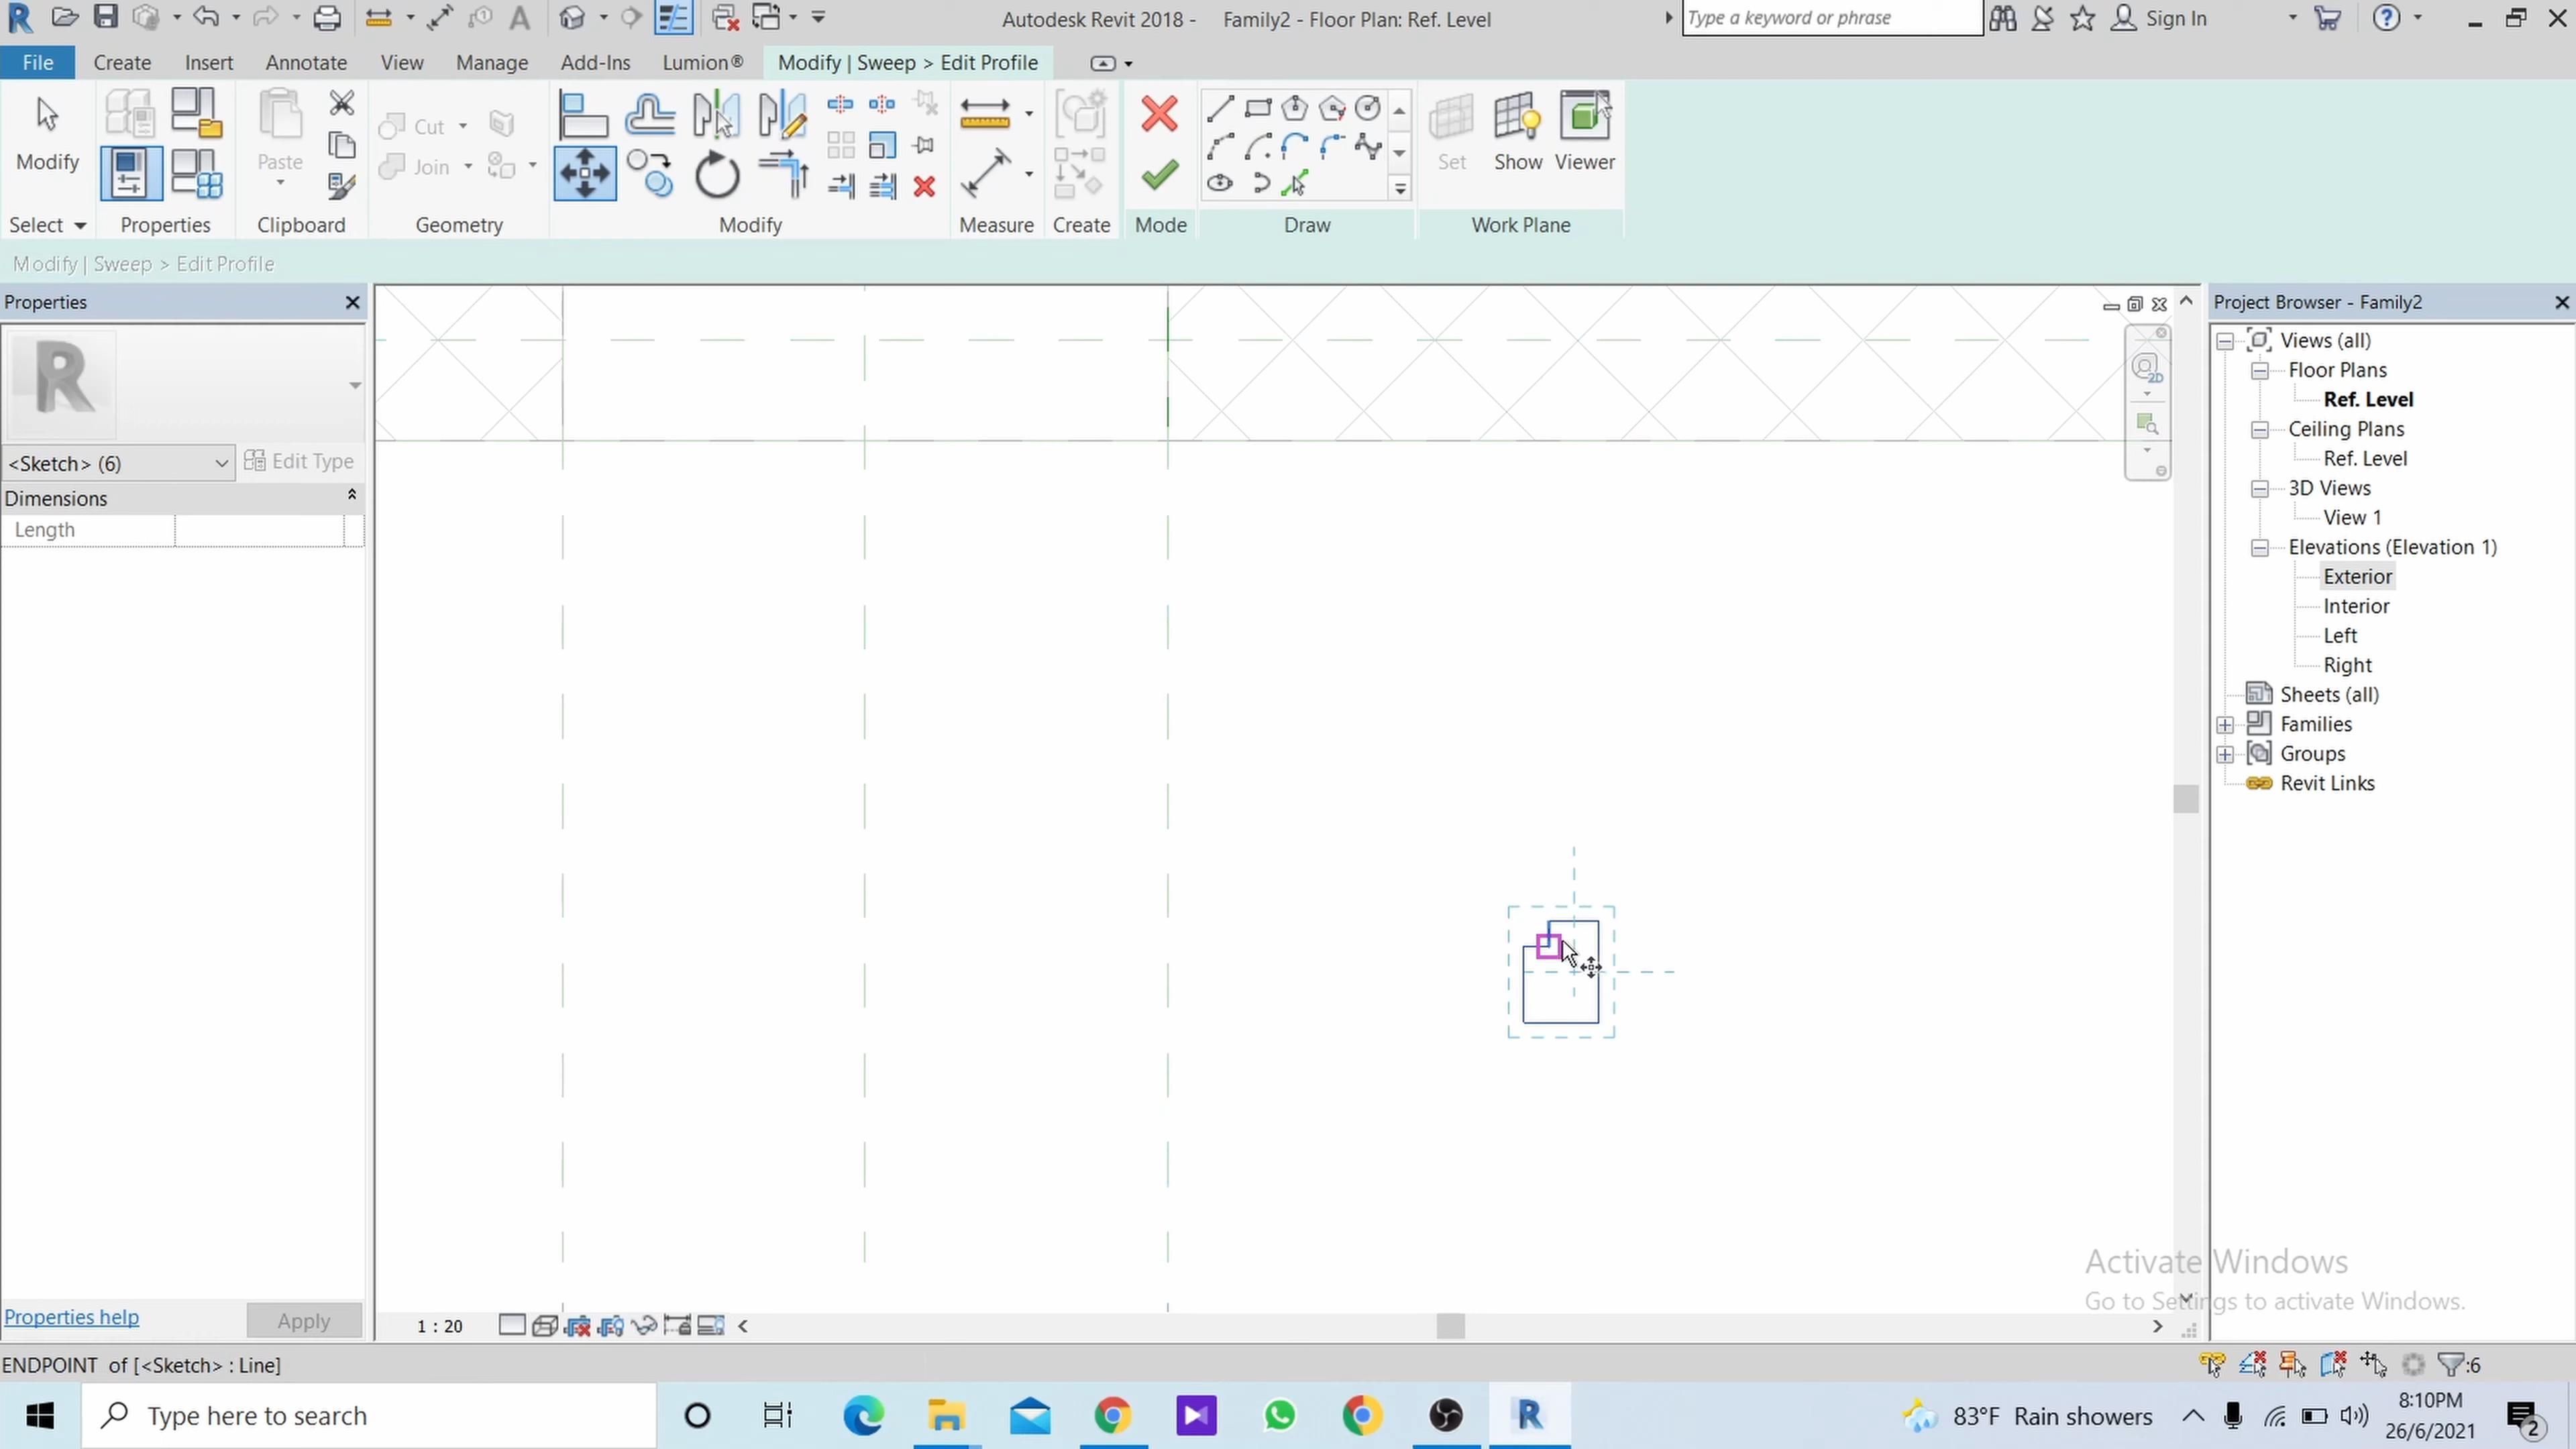 Autodesk Revit 2018 - Family2 - Floor Plan: Ref. Level
Type a keyword or phrase
Sign In
File Create Insert Annotate View Manage Add-Ins Lumion® Modify | Sweep > Edit Profile
Modify
Paste
Cut
Join
Set Show Viewer
Select Properties Clipboard Geometry Modify Measure Create Mode Draw Work Plane
Modify | Sweep > Edit Profile
Properties
R
<Sketch> (6)
Edit Type
Dimensions
Length
Properties help
Apply
2D
Project Browser - Family2
Views (all)
Floor Plans
Ref. Level
Ceiling Plans
Ref. Level
3D Views
View 1
Elevations (Elevation 1)
Exterior
Interior
Left
Right
Sheets (all)
Families
Groups
Revit Links
Activate Windows
Go to Settings to activate Windows.
1 : 20
ENDPOINT of [<Sketch> : Line]
:6
Type here to search
83°F Rain showers
8:10PM
26/6/2021
2